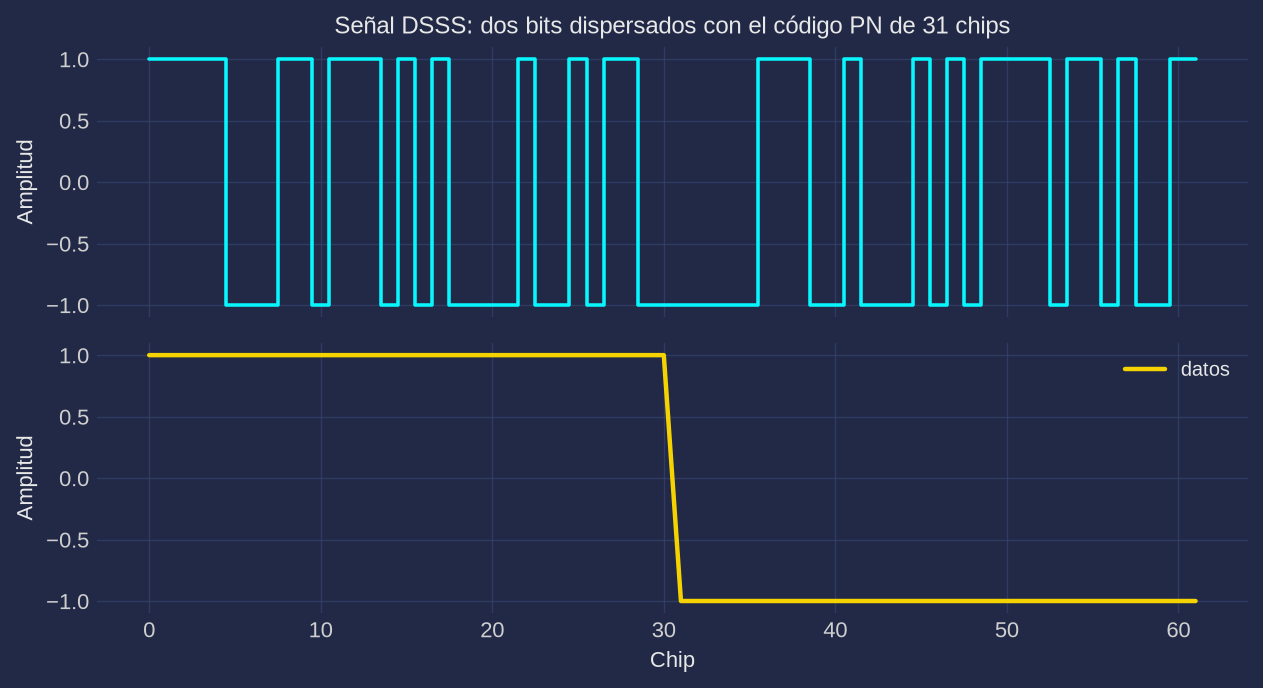 Señal DSSS: dos bits dispersados con el código PN de 31 chips
Amplitud
1.0
0.5
0.0
−0.5
−1.0
Amplitud
1.0
0.5
0.0
−0.5
−1.0
datos
0 10 20 30 40 50 60
Chip